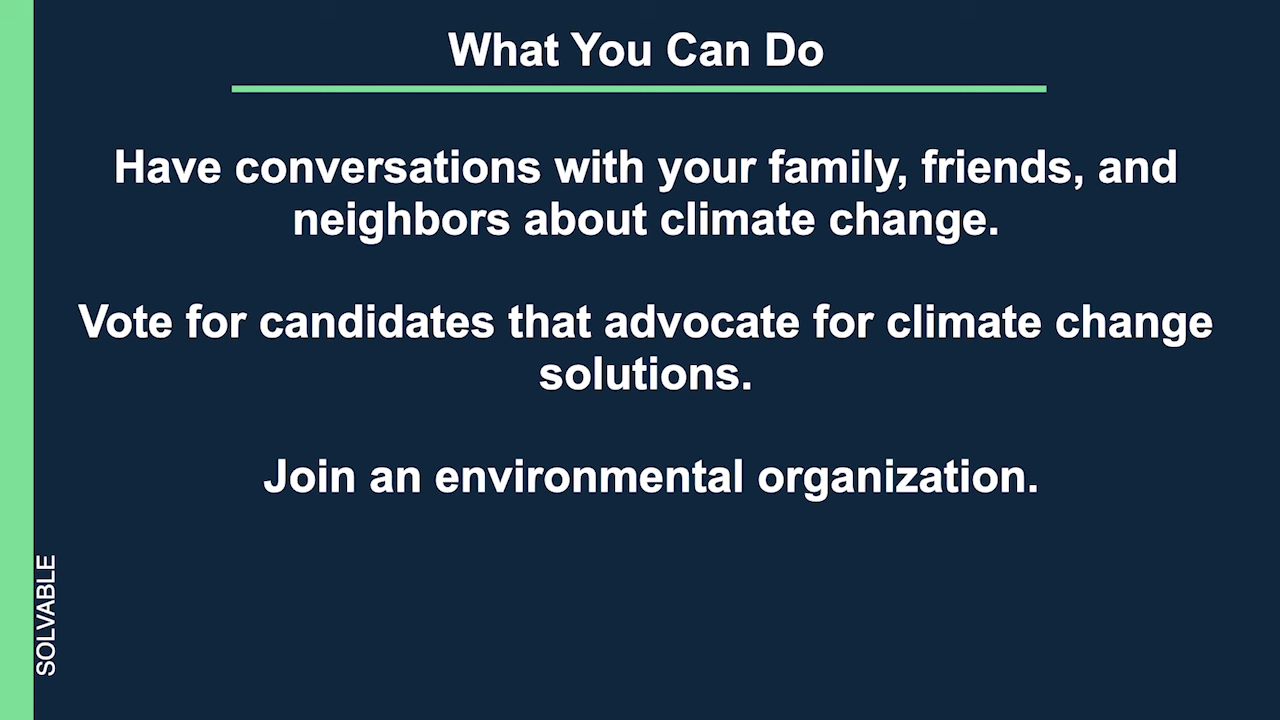 What You Can Do
Have conversations with your family, friends, and
neighbors about climate change.
Vote for candidates that advocate for climate change
solutions.
Join an environmental organization.
SOLVABLE